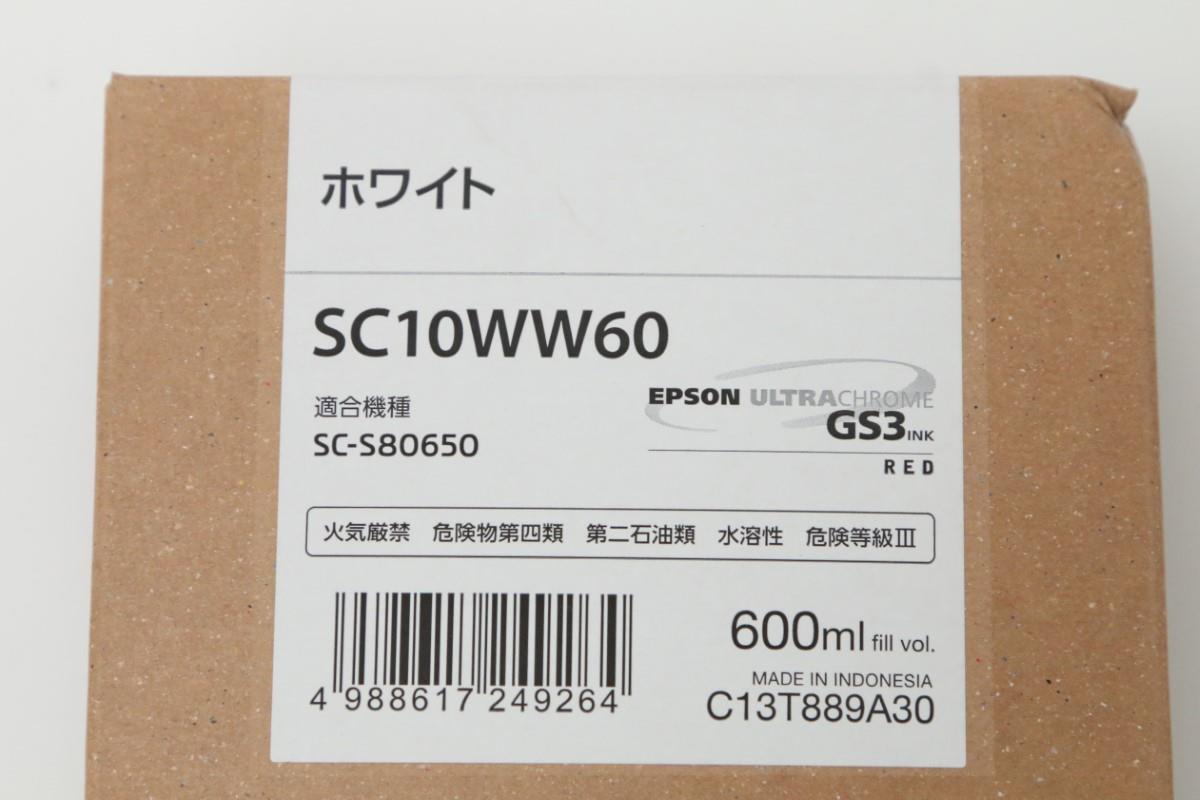 ホワイト
SC10WW60
適合機種
SC-S80650
EPSON ULTRACHROME
GS3 INK
RED
火気厳禁 危険物第四類 第二石油類 水溶性 危険等級Ⅲ
4 988617 249264
600ml fill vol.
MADE IN INDONESIA
C13T889A30